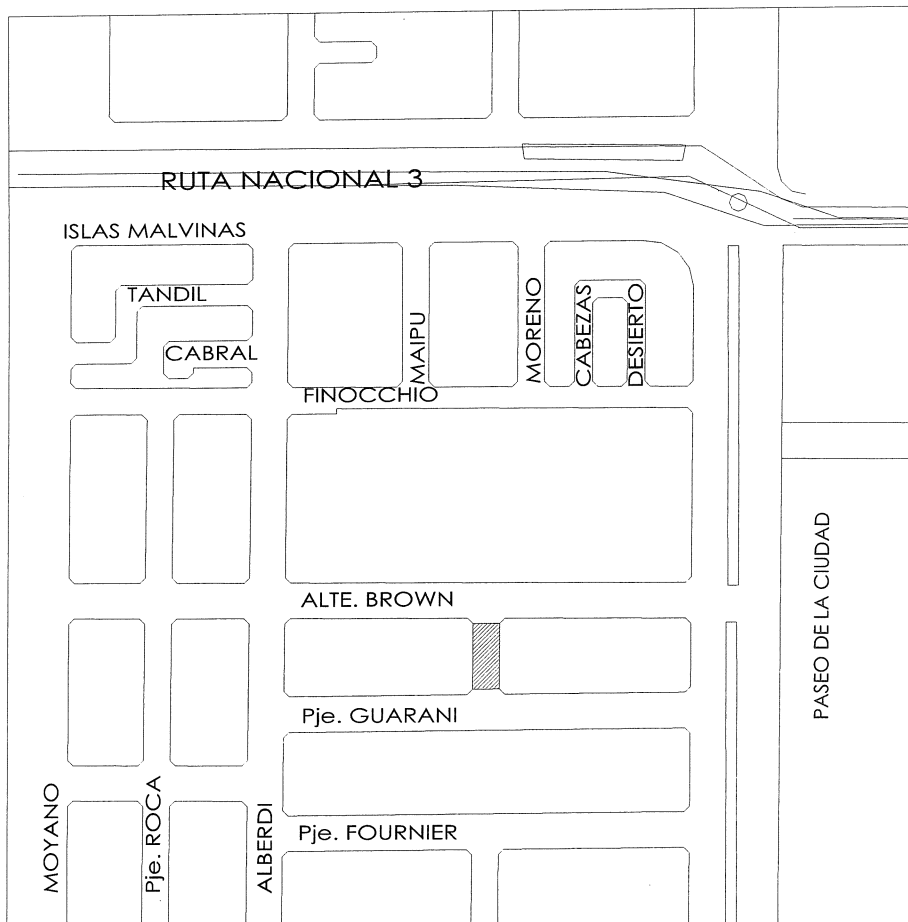 RUTA NACIONAL 3
ISLAS MALVINAS
TANDIL
CABRAL
MAIPU
MORENO
CABEZAS
DESIERTO
FINOCCHIO
ALTE. BROWN
PASEO DE LA CIUDAD
Pje. GUARANI
MOYANO
Pje. ROCA
ALBERDI
Pje. FOURNIER